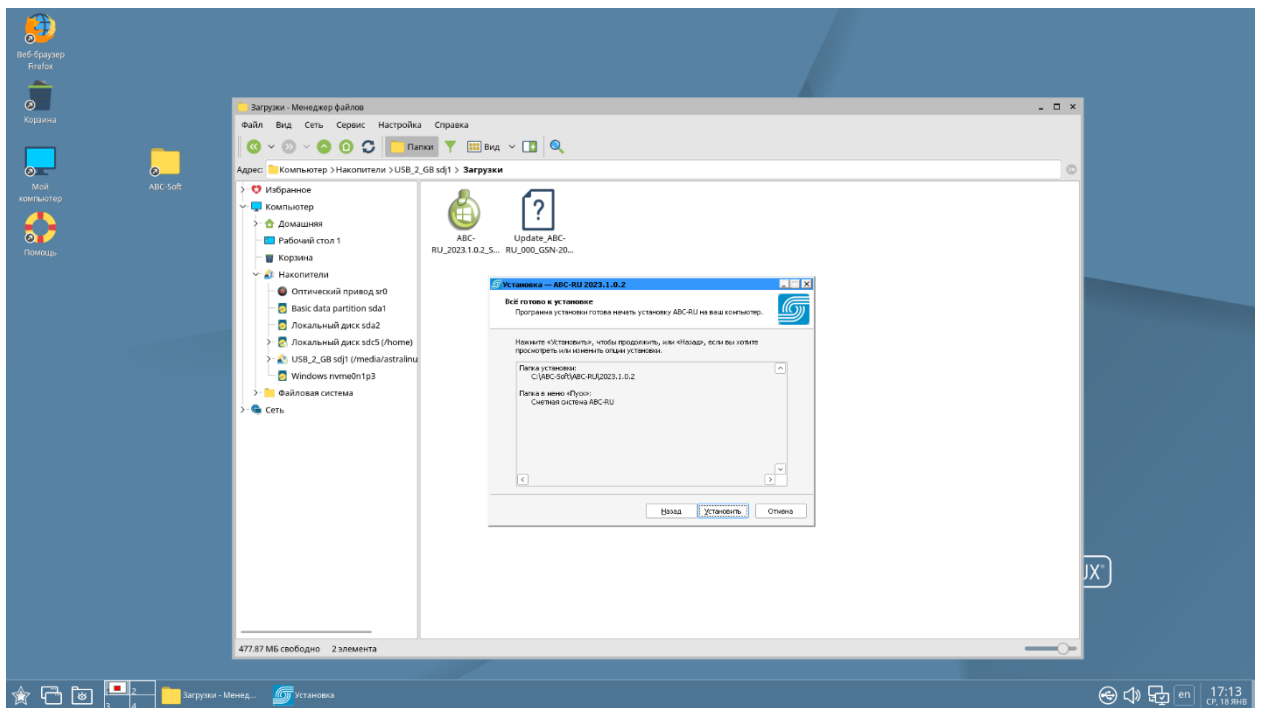 Веб-браузер
Firefox
Корзина
Мой
компьютер
ABC-Soft
Помощь
Загрузки - Менеджер файлов
Файл Вид Сеть Сервис Настройка Справка
Папки Вид
Адрес: Компьютер > Накопители > USB_2_GB sdj1 > Загрузки
Избранное
Компьютер
Домашняя
Рабочий стол 1
Корзина
Накопители
Оптический привод sr0
Basic data partition sda1
Локальный диск sda2
Локальный диск sdc5 (/home)
USB_2_GB sdj1 (/media/astralinu
Windows nvme0n1p3
Файловая система
Сеть
ABC-
RU_2023.1.0.2_S...
Update_ABC-
RU_000_GSN-20...
Установка — ABC-RU 2023.1.0.2
Всё готово к установке
Программа установки готова начать установку ABC-RU на ваш компьютер.
Нажмите «Установить», чтобы продолжить, или «Назад», если вы хотите
просмотреть или изменить опции установки.
Папка установки:
C:\ABC-Soft\ABC-RU\2023.1.0.2
Папка в меню «Пуск»:
Сметная система ABC-RU
Назад Установить Отмена
UX
477.87 МБ свободно 2 элемента
2
3 4
Загрузки - Менед... Установка
en
17:13
СР, 18 ЯНВ